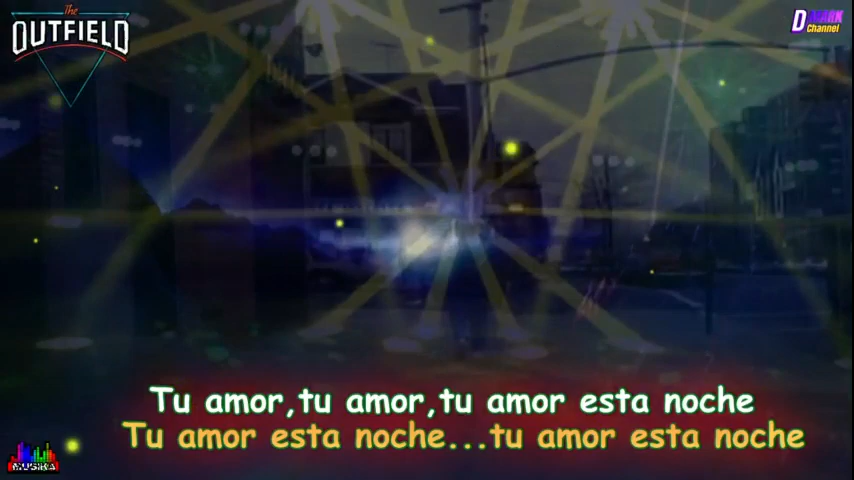 The
OUTFIELD
DMARK
Channel
Tu amor,tu amor,tu amor esta noche
Tu amor esta noche...tu amor esta noche
MUSIKA